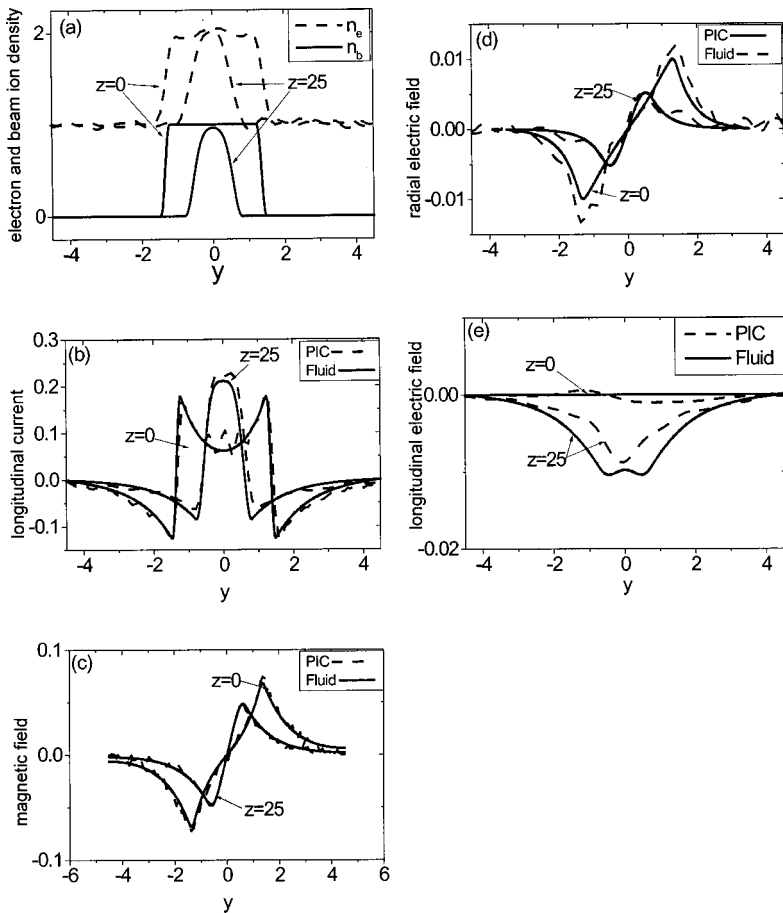 (a)
n_e
n_b
2
z=0
z=25
0
electron and beam ion density
-4 -2 0 2 4
y
(b)
PIC
Fluid
0.3
0.2
0.1
0.0
-0.1
z=25
z=0
longitudinal current
-4 -2 0 2 4
y
(c)
PIC
Fluid
0.1
0.0
-0.1
z=0
z=25
magnetic field
-6 -4 -2 0 2 4 6
y
(d)
PIC
Fluid
0.01
0.00
-0.01
z=25
z=0
radial electric field
-4 -2 0 2 4
y
(e)
PIC
Fluid
0.00
-0.02
z=0
z=25
longitudinal electric field
-4 -2 0 2 4
y